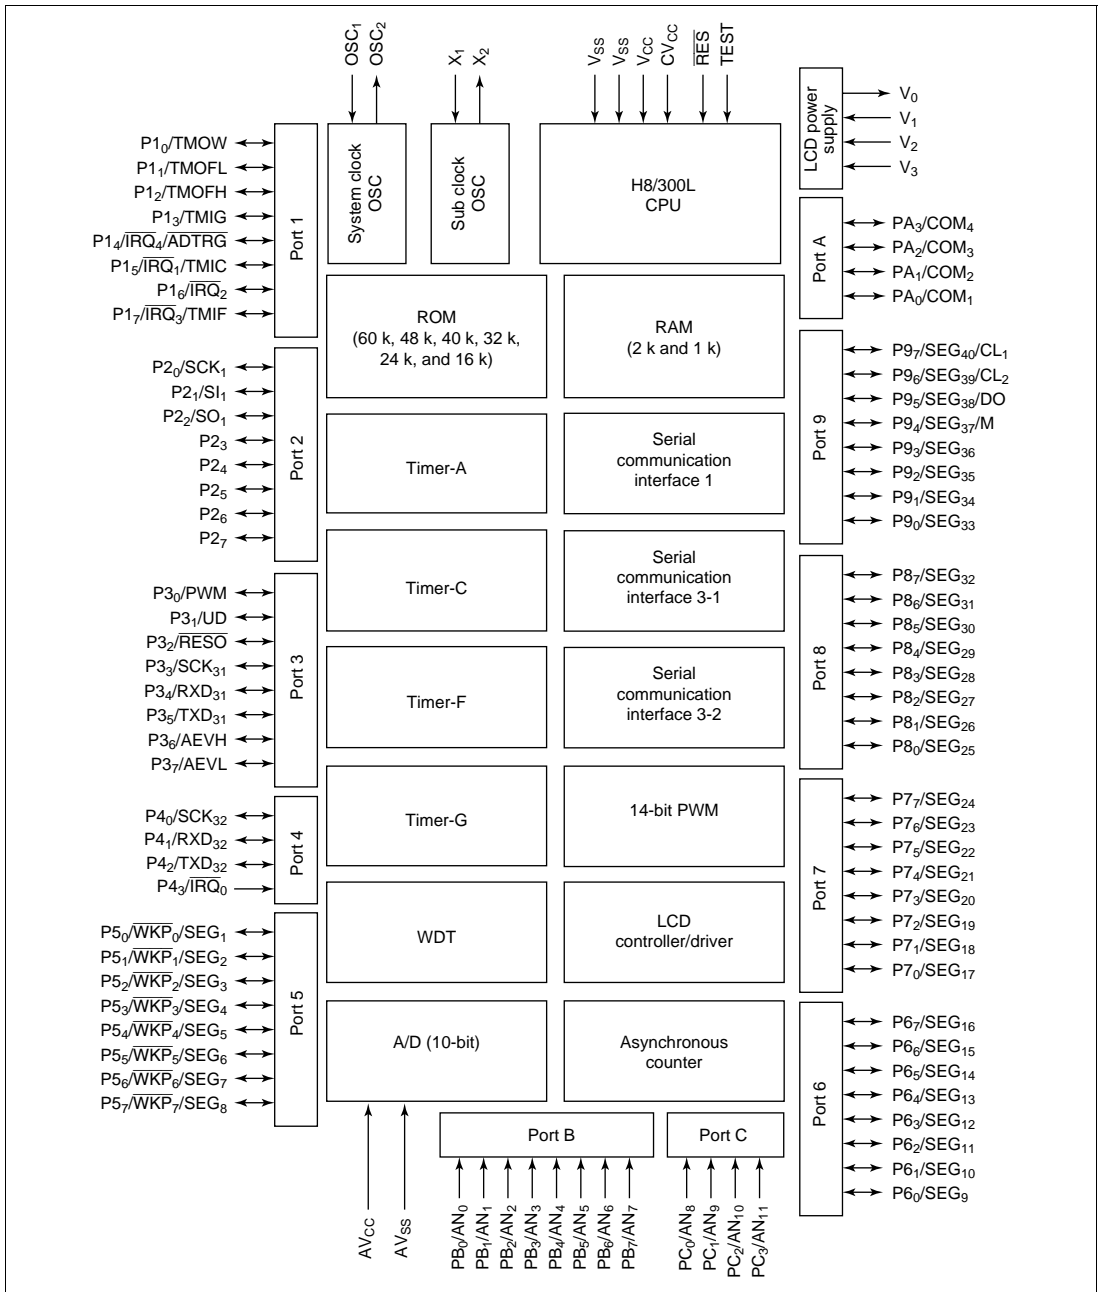 OSC1
OSC2
X1
X2
VSS
VSS
VCC
CVCC
RES
TEST
System clock
OSC
Sub clock
OSC
H8/300L
CPU
LCD power
supply
V0
V1
V2
V3
P10/TMOW
P11/TMOFL
P12/TMOFH
P13/TMIG
P14/IRQ4/ADTRG
P15/IRQ1/TMIC
P16/IRQ2
P17/IRQ3/TMIF
Port 1
P20/SCK1
P21/SI1
P22/SO1
P23
P24
P25
P26
P27
Port 2
P30/PWM
P31/UD
P32/RESO
P33/SCK31
P34/RXD31
P35/TXD31
P36/AEVH
P37/AEVL
Port 3
P40/SCK32
P41/RXD32
P42/TXD32
P43/IRQ0
Port 4
P50/WKP0/SEG1
P51/WKP1/SEG2
P52/WKP2/SEG3
P53/WKP3/SEG4
P54/WKP4/SEG5
P55/WKP5/SEG6
P56/WKP6/SEG7
P57/WKP7/SEG8
Port 5
ROM
(60 k, 48 k, 40 k, 32 k,
24 k, and 16 k)
RAM
(2 k and 1 k)
Timer-A
Serial
communication
interface 1
Timer-C
Serial
communication
interface 3-1
Timer-F
Serial
communication
interface 3-2
Timer-G
14-bit PWM
WDT
LCD
controller/driver
A/D (10-bit)
Asynchronous
counter
Port A
PA3/COM4
PA2/COM3
PA1/COM2
PA0/COM1
Port 9
P97/SEG40/CL1
P96/SEG39/CL2
P95/SEG38/DO
P94/SEG37/M
P93/SEG36
P92/SEG35
P91/SEG34
P90/SEG33
Port 8
P87/SEG32
P86/SEG31
P85/SEG30
P84/SEG29
P83/SEG28
P82/SEG27
P81/SEG26
P80/SEG25
Port 7
P77/SEG24
P76/SEG23
P75/SEG22
P74/SEG21
P73/SEG20
P72/SEG19
P71/SEG18
P70/SEG17
Port 6
P67/SEG16
P66/SEG15
P65/SEG14
P64/SEG13
P63/SEG12
P62/SEG11
P61/SEG10
P60/SEG9
Port B
Port C
AVCC
AVSS
PB0/AN0
PB1/AN1
PB2/AN2
PB3/AN3
PB4/AN4
PB5/AN5
PB6/AN6
PB7/AN7
PC0/AN8
PC1/AN9
PC2/AN10
PC3/AN11